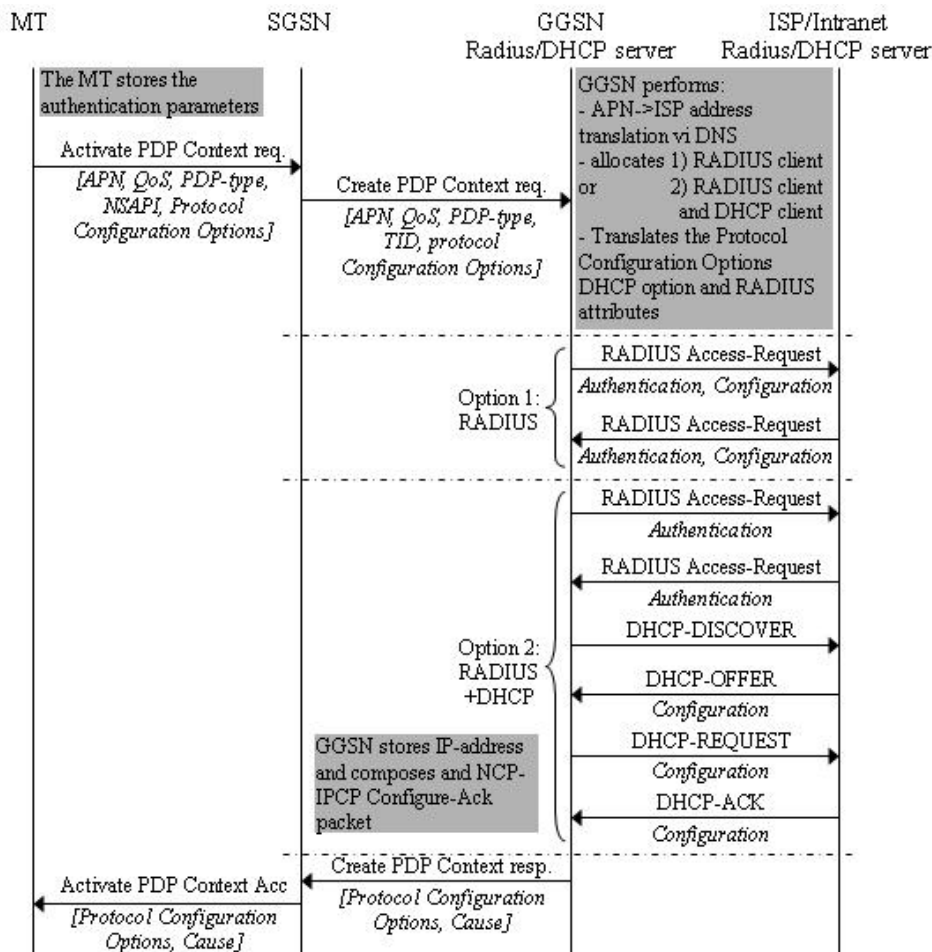 MT
SGSN
GGSN
Radius/DHCP server
ISP/Intranet
Radius/DHCP server
The MT stores the
authentication parameters
GGSN performs:
- APN->ISP address
translation vi DNS
- allocates 1) RADIUS client
or 2) RADIUS client
and DHCP client
- Translates the Protocol
Configuration Options
DHCP option and RADIUS
attributes
Activate PDP Context req.
[APN, QoS, PDP-type,
NSAPI, Protocol
Configuration Options]
Create PDP Context req.
[APN, QoS, PDP-type,
TID, protocol
Configuration Options]
Option 1:
RADIUS
RADIUS Access-Request
Authentication, Configuration
RADIUS Access-Request
Authentication, Configuration
Option 2:
RADIUS
+DHCP
RADIUS Access-Request
Authentication
RADIUS Access-Request
Authentication
DHCP-DISCOVER
DHCP-OFFER
Configuration
DHCP-REQUEST
Configuration
DHCP-ACK
Configuration
GGSN stores IP-address
and composes and NCP-
IPCP Configure-Ack
packet
Create PDP Context resp.
[Protocol Configuration
Options, Cause]
Activate PDP Context Acc
[Protocol Configuration
Options, Cause]